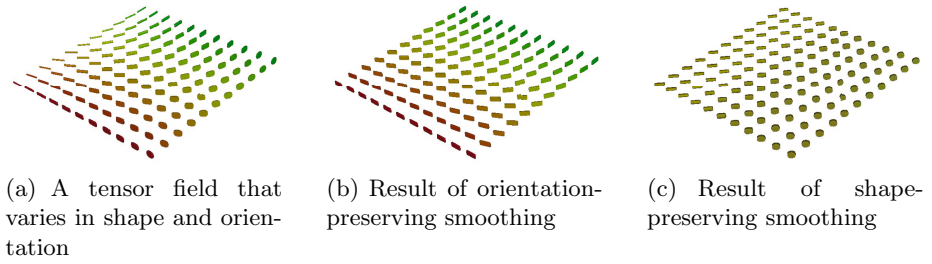 (a) A tensor field that
varies in shape and orien-
tation
(b) Result of orientation-
preserving smoothing
(c) Result of shape-
preserving smoothing